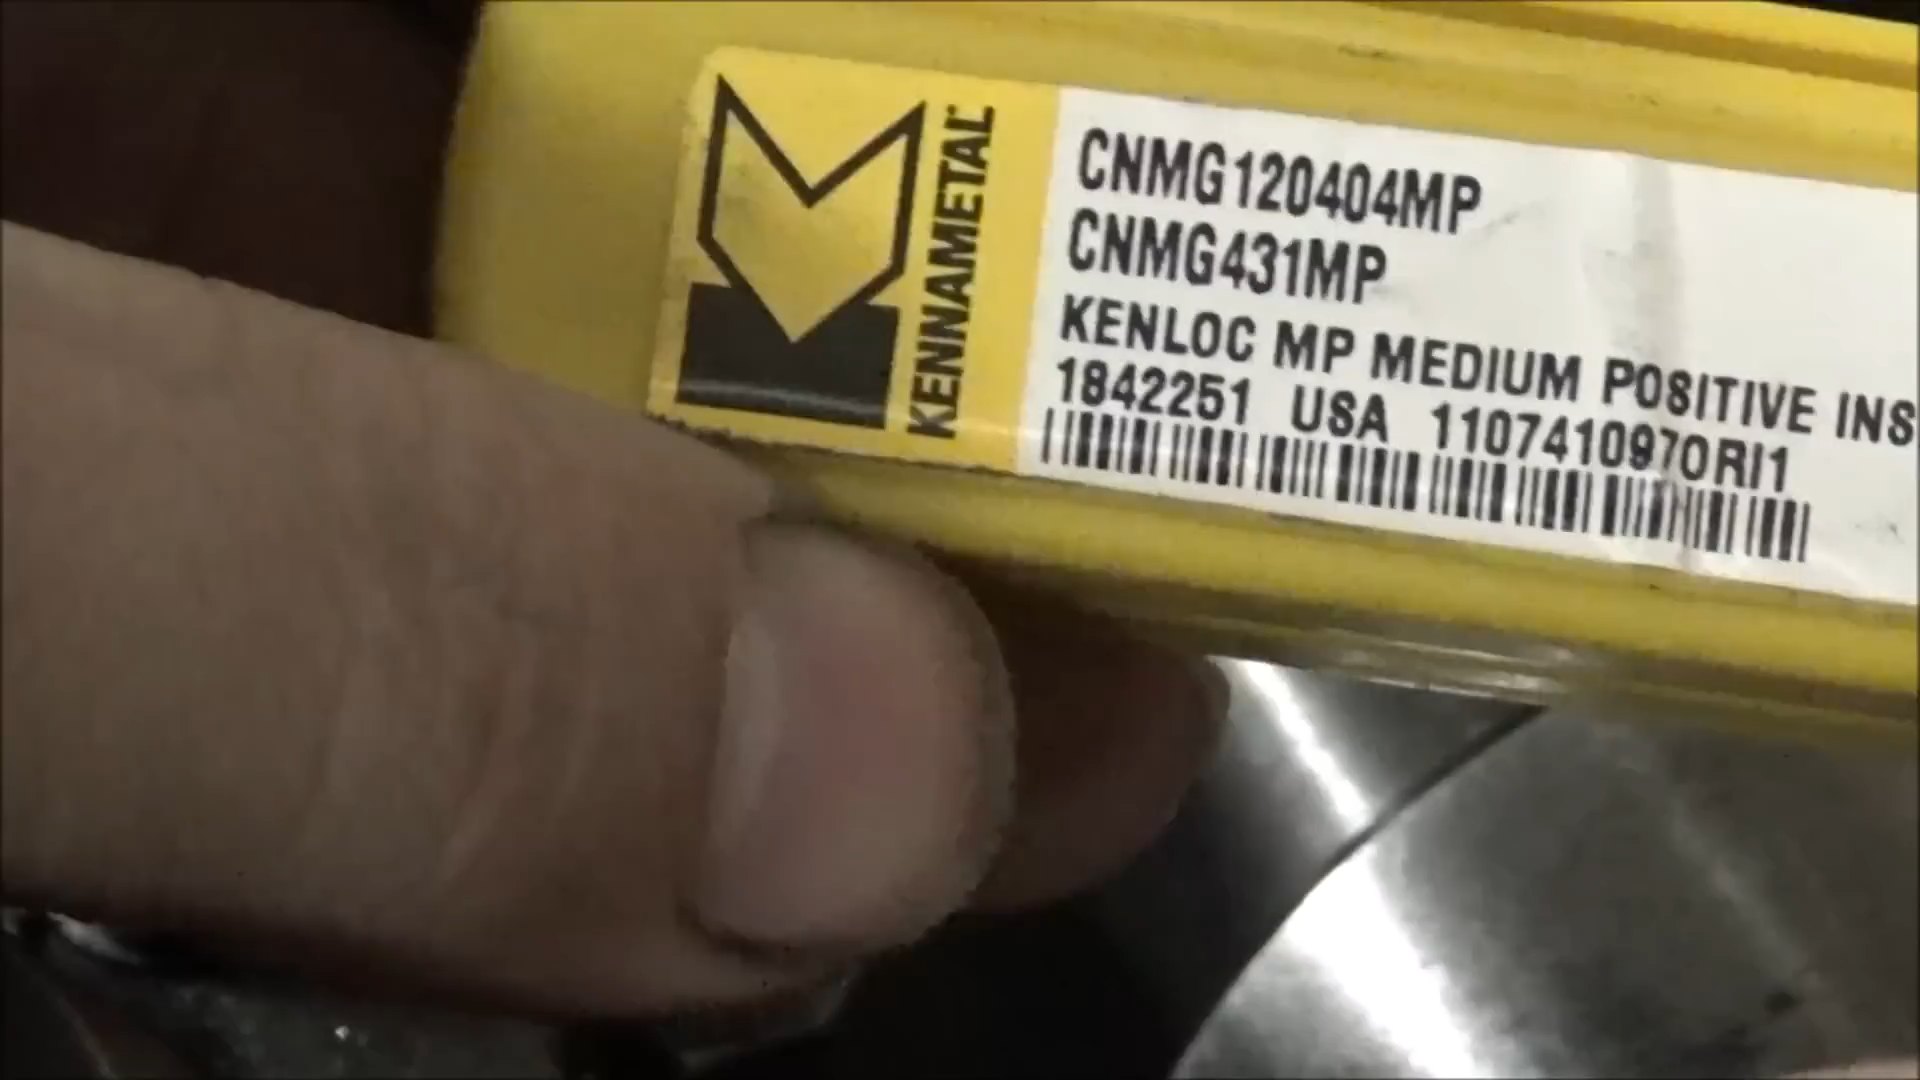 KENNAMETAL
CNMG120404MP
CNMG431MP
KENLOC MP MEDIUM POSITIVE INS
1842251 USA 1107410970RI1